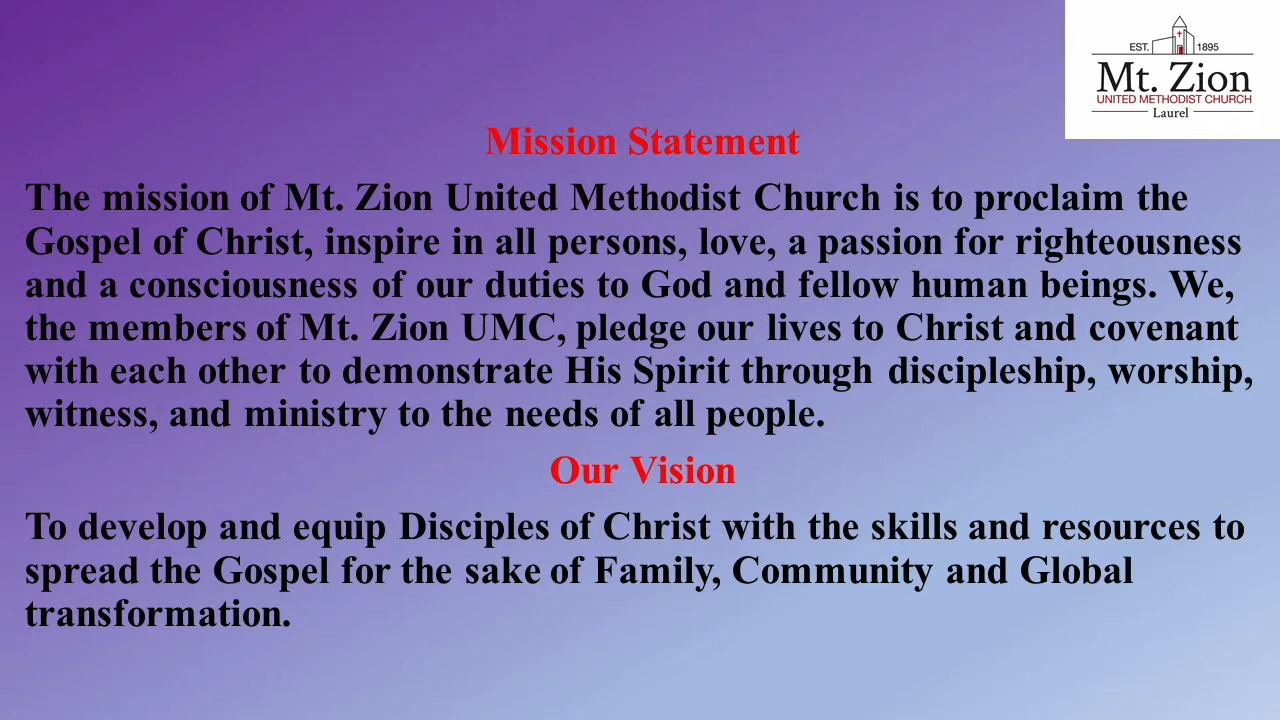 EST. 1895
Mt. Zion
UNITED METHODIST CHURCH
Laurel
Mission Statement
The mission of Mt. Zion United Methodist Church is to proclaim the
Gospel of Christ, inspire in all persons, love, a passion for righteousness
and a consciousness of our duties to God and fellow human beings. We,
the members of Mt. Zion UMC, pledge our lives to Christ and covenant
with each other to demonstrate His Spirit through discipleship, worship,
witness, and ministry to the needs of all people.
Our Vision
To develop and equip Disciples of Christ with the skills and resources to
spread the Gospel for the sake of Family, Community and Global
transformation.